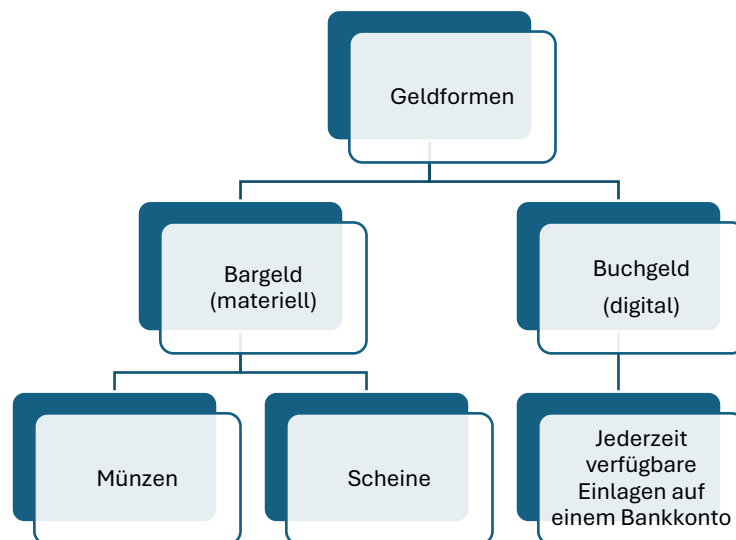 Geldformen
Bargeld
(materiell)
Buchgeld
(digital)
Münzen
Scheine
Jederzeit
verfügbare
Einlagen auf
einem Bankkonto